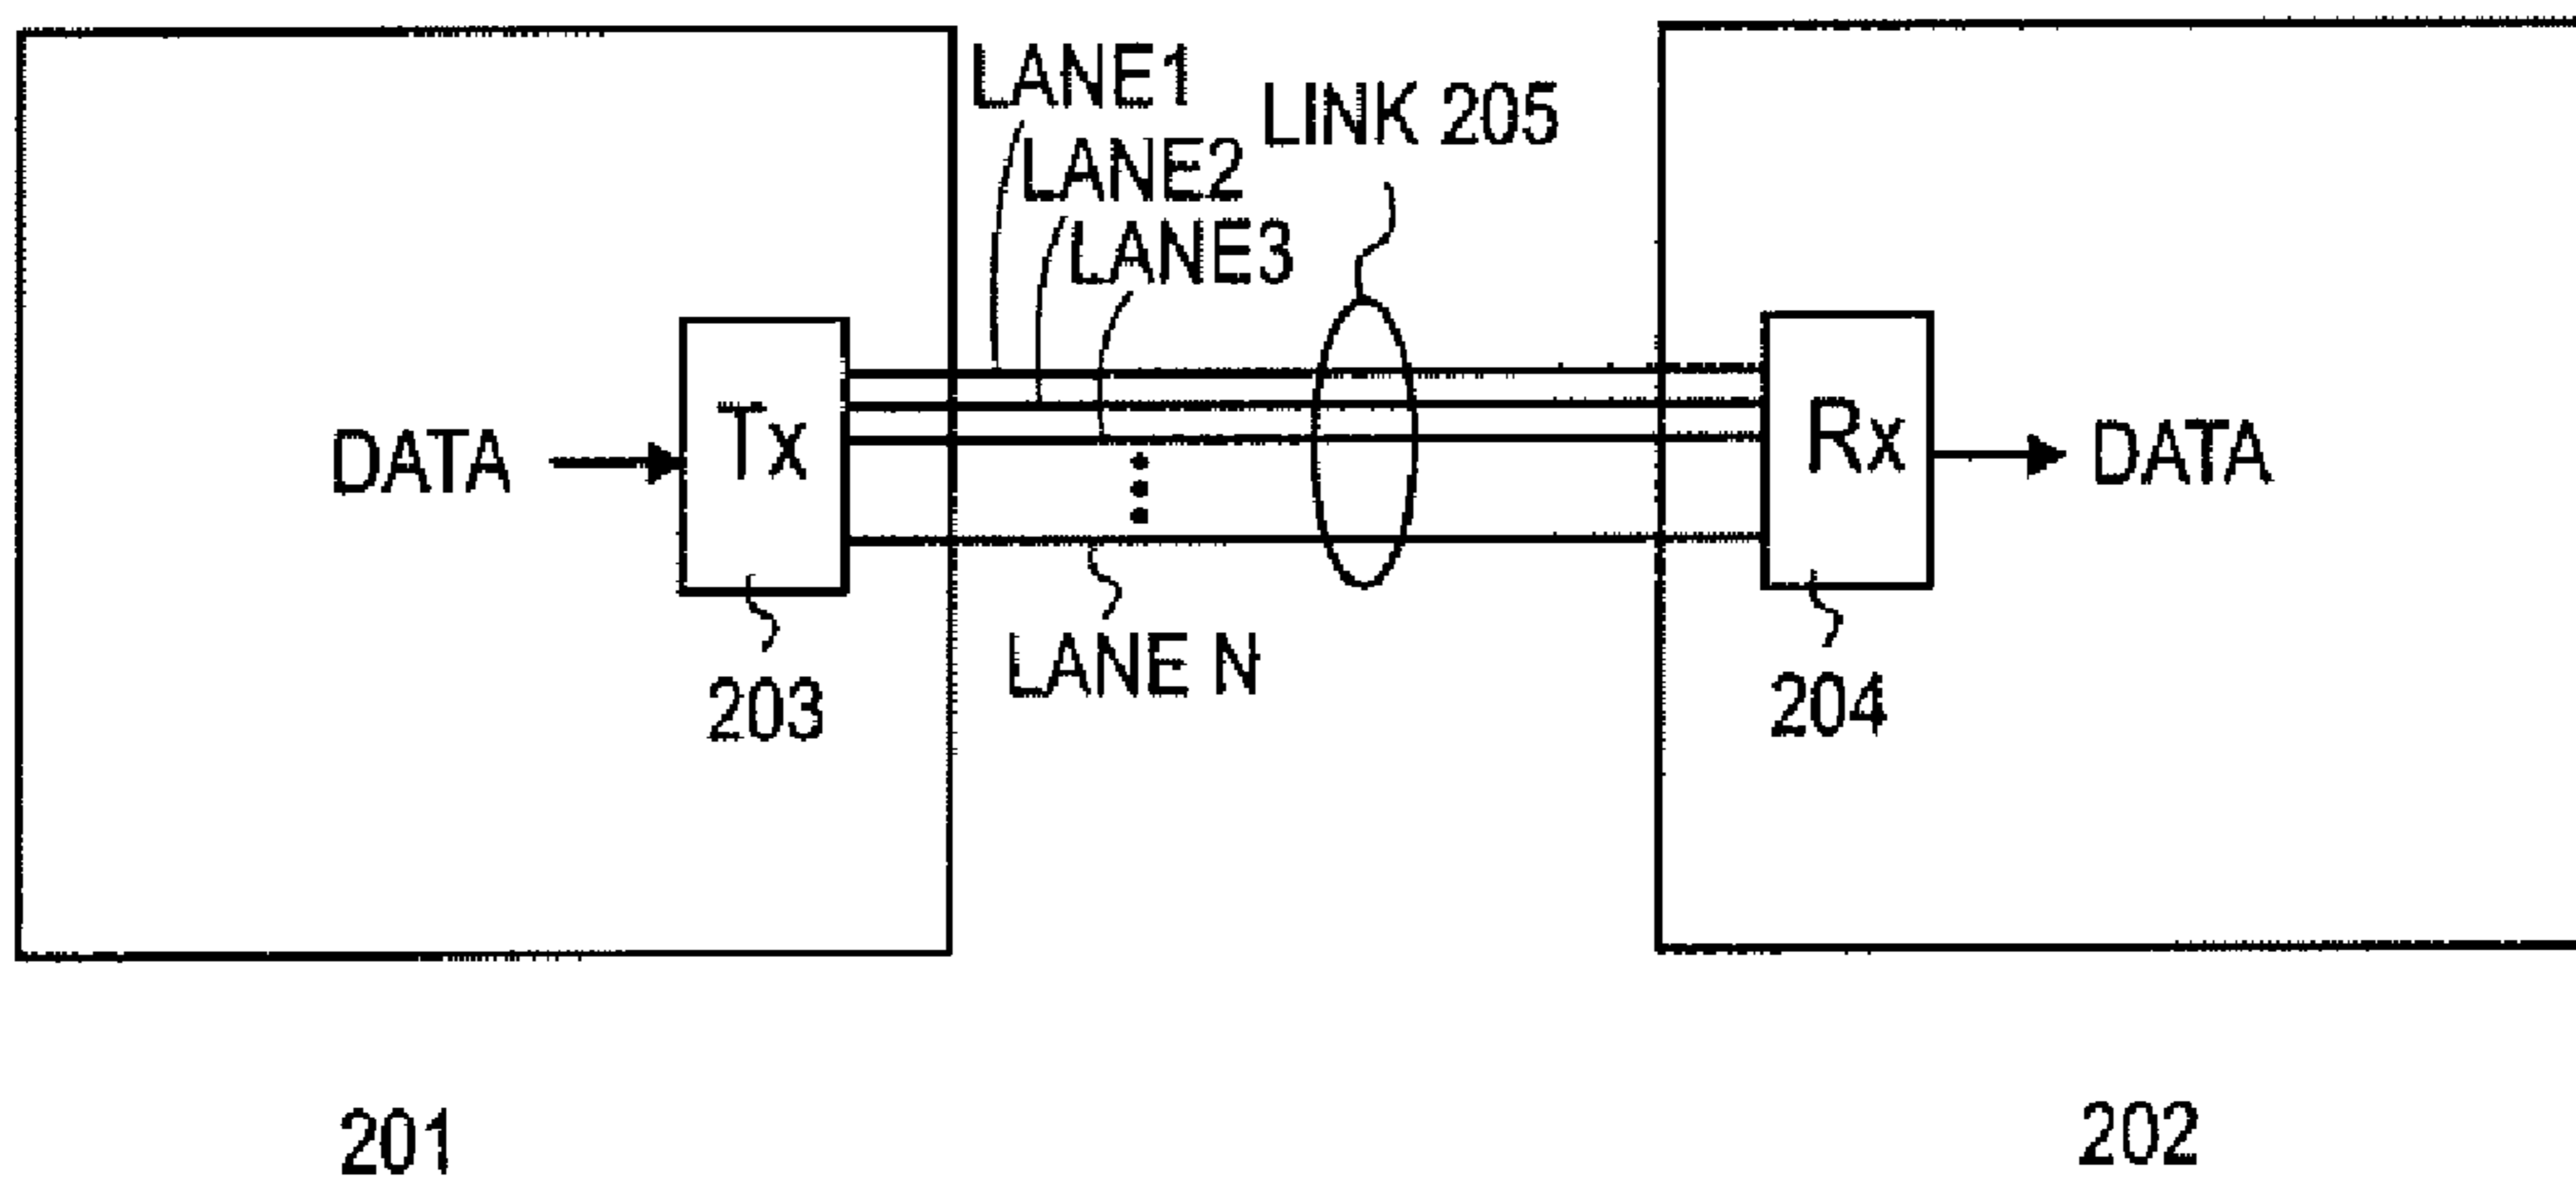 LANE1
LANE2
LANE3
LINK 205
DATA
Tx
Rx
DATA
203
LANE N
204
201
202